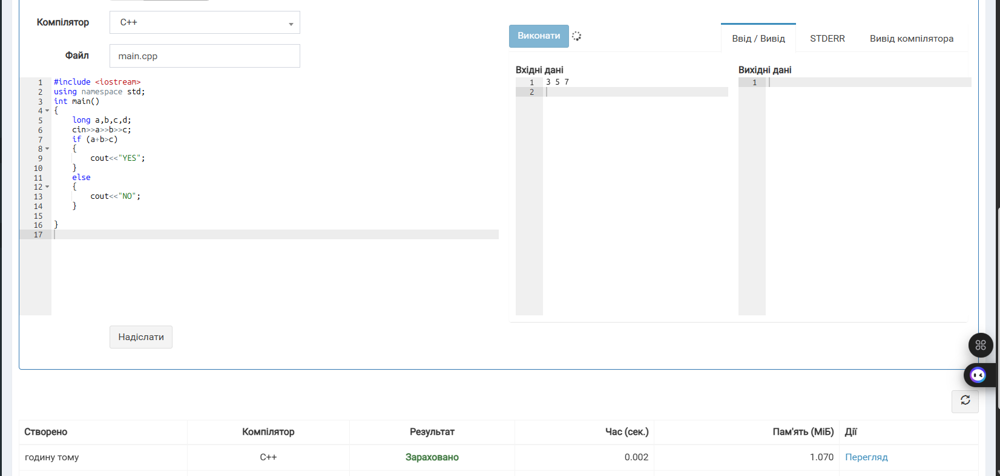 Компілятор
C++
Файл
main.cpp
1 #include <iostream>
2 using namespace std;
3 int main()
4 {
5 long a,b,c,d;
6 cin>>a>>b>>c;
7 if (a+b>c)
8 {
9 cout<<"YES";
10 }
11 else
12 {
13 cout<<"NO";
14 }
15
16 }
17
Надіслати
Виконати
Ввід / Вивід
STDERR
Вивід компілятора
Вхідні дані
1 3 5 7
2
Вихідні дані
1
Створено Компілятор Результат Час (сек.) Пам'ять (МіБ) Дії
годину тому C++ Зараховано 0.002 1.070 Перегляд